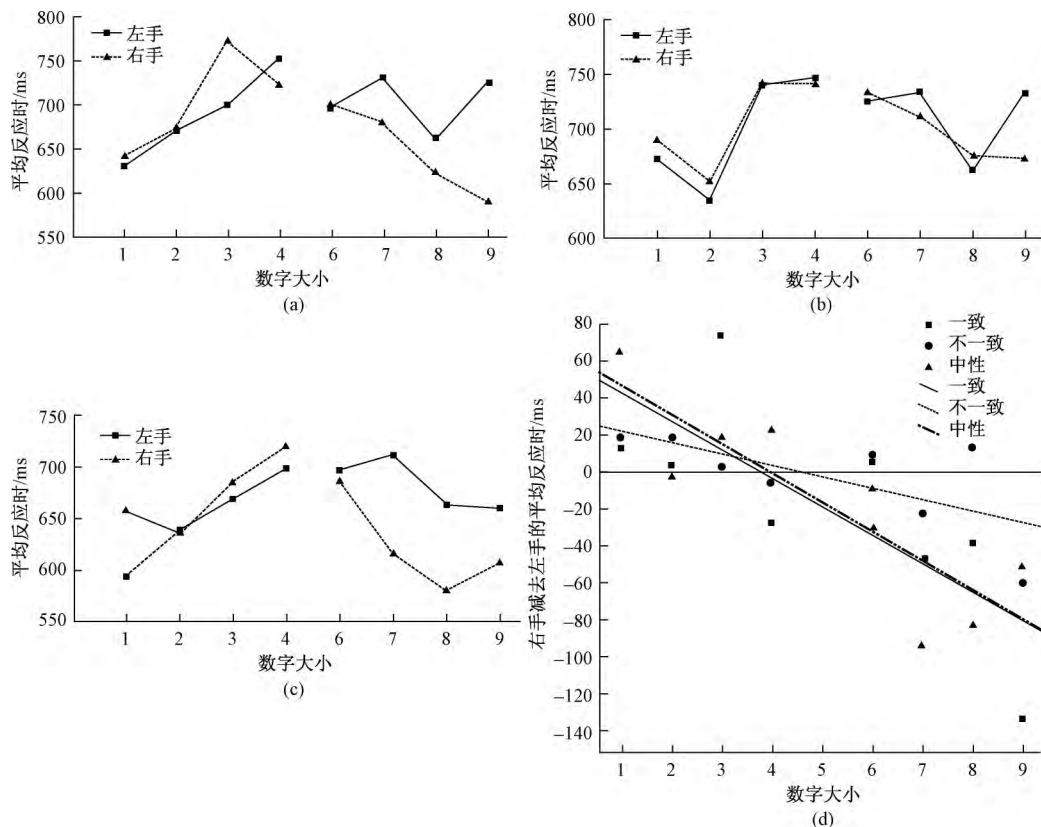 800
750
700
650
600
550
平均反应时/ms
左手
右手
1 2 3 4 6 7 8 9
数字大小
(a)
800
750
700
650
600
平均反应时/ms
左手
右手
1 2 3 4 6 7 8 9
数字大小
(b)
750
700
650
600
550
平均反应时/ms
左手
右手
1 2 3 4 6 7 8 9
数字大小
(c)
80
60
40
20
0
−20
−40
−60
−80
−100
−120
−140
右手减去左手的平均反应时/ms
一致
不一致
中性
一致
不一致
中性
1 2 3 4 5 6 7 8 9
数字大小
(d)